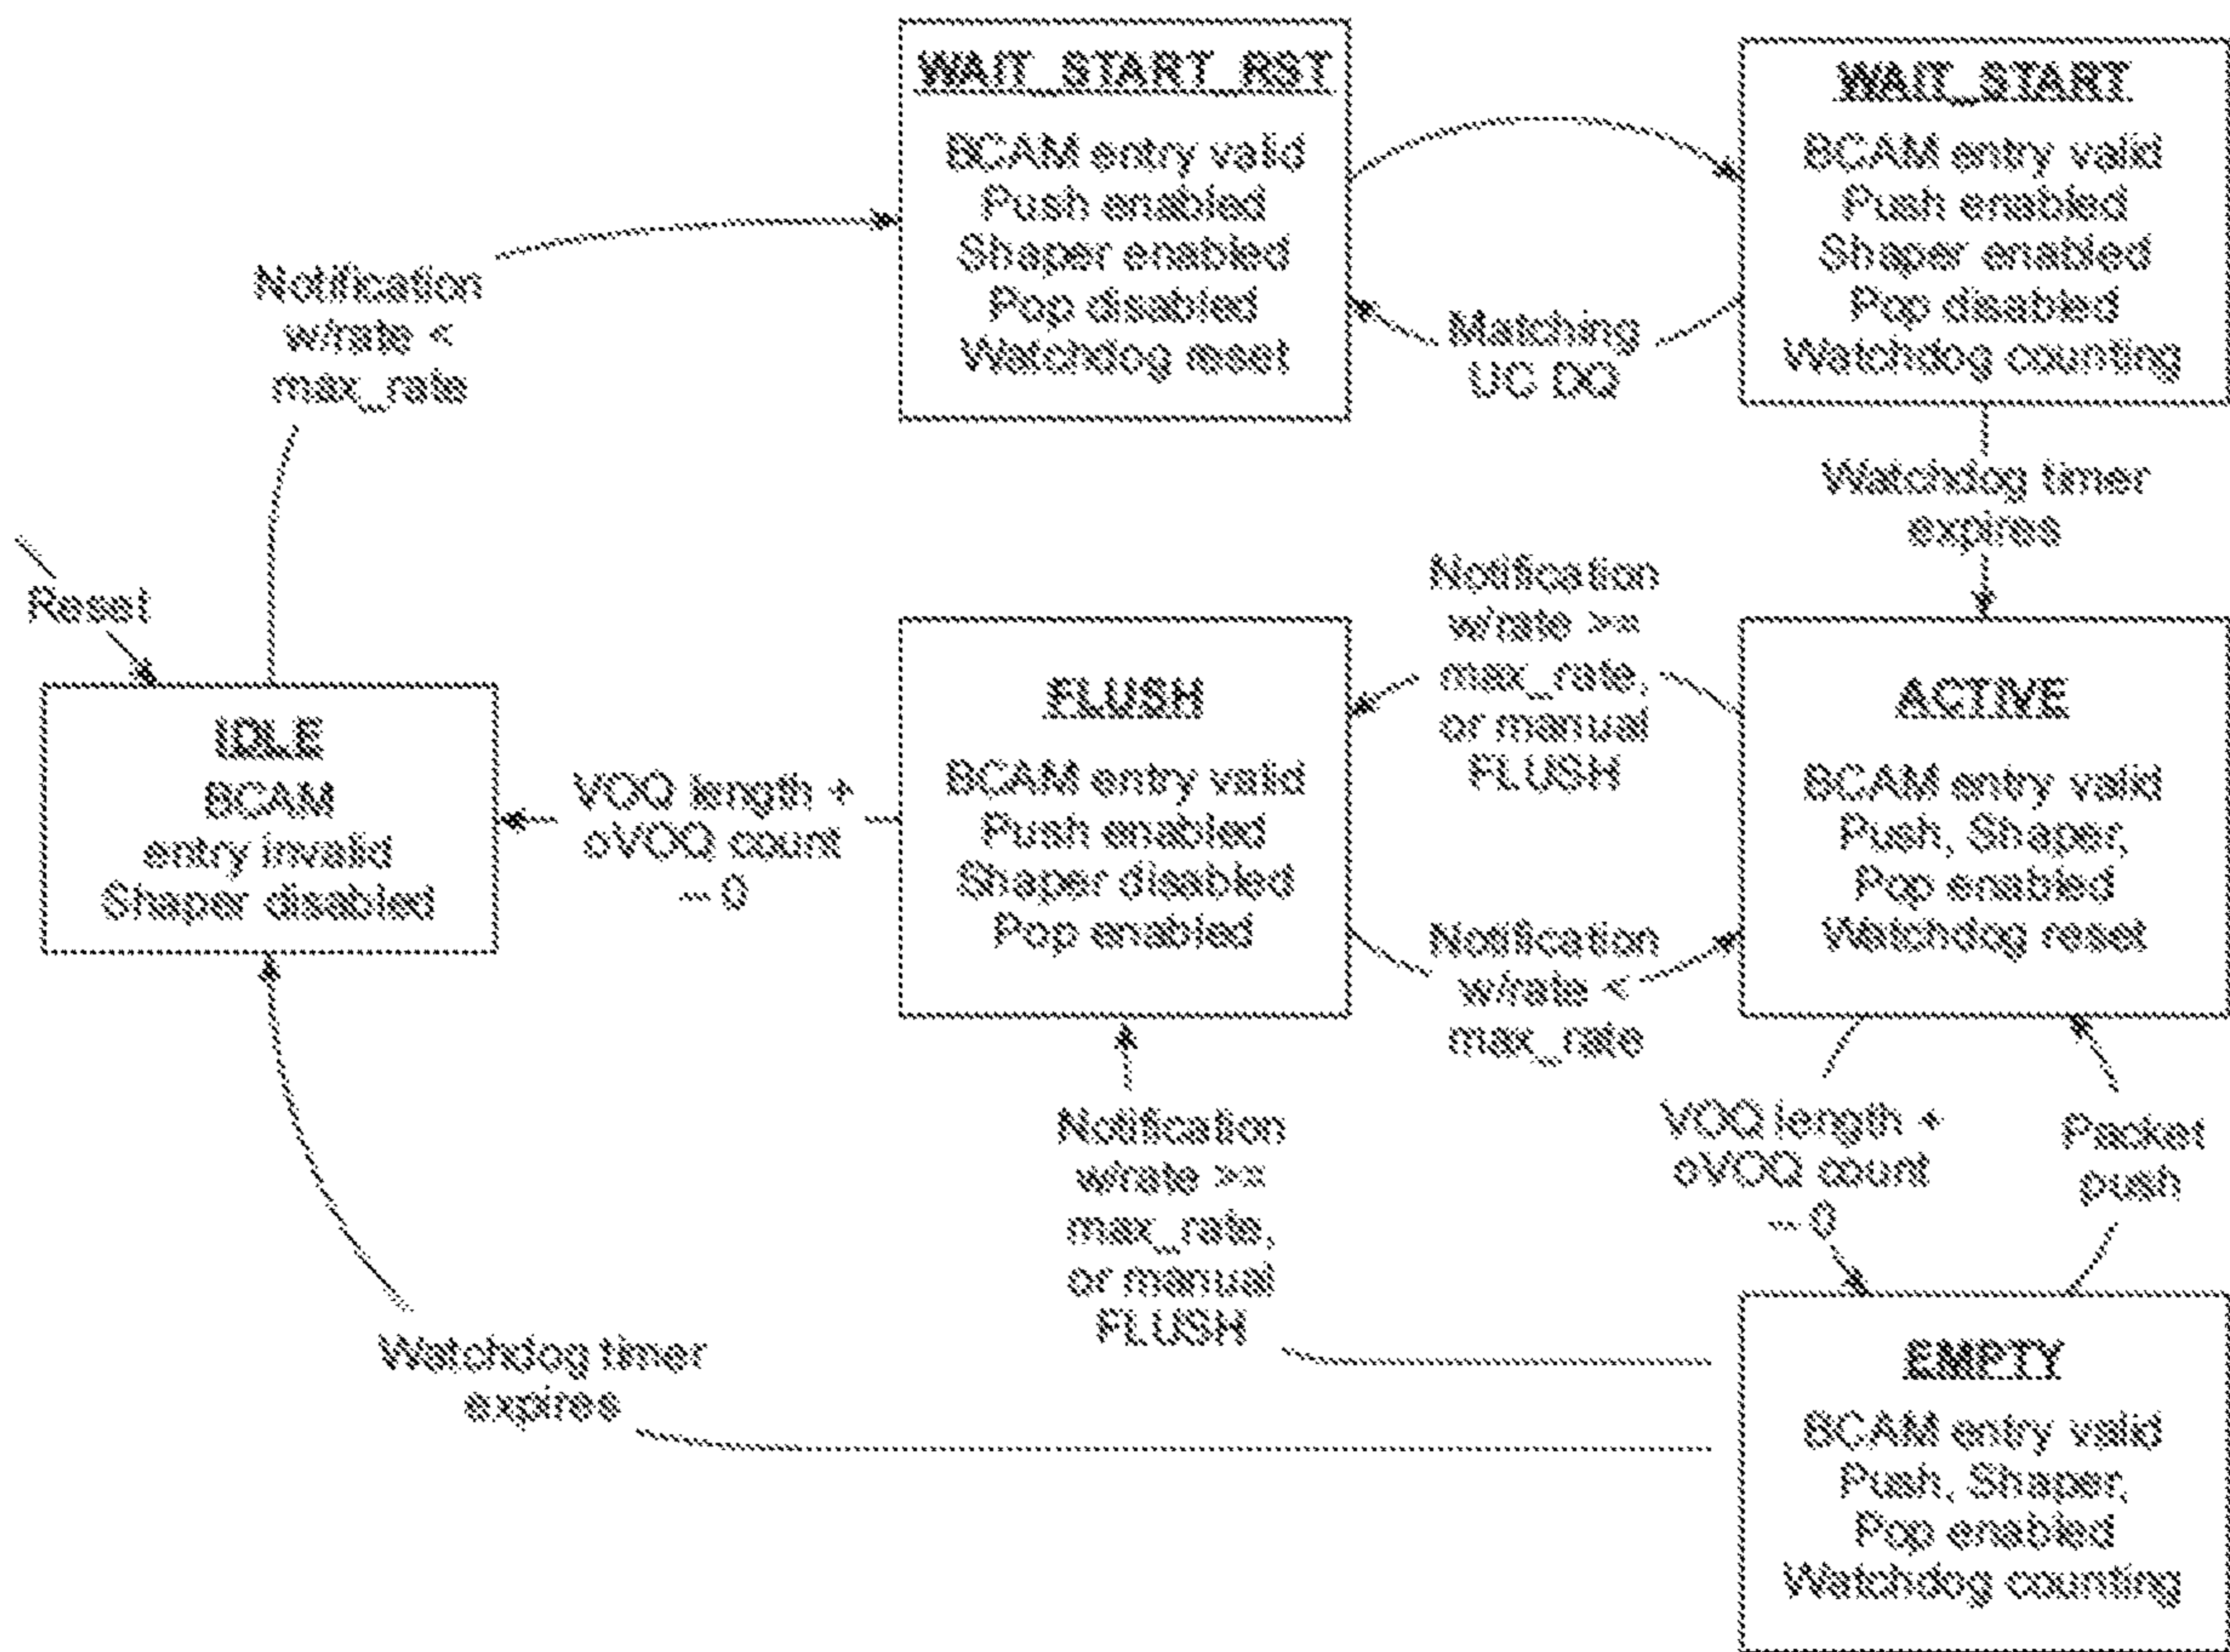 WAIT_START_RST
BCAM entry valid
Push enabled
Shaper enabled
Pop disabled
Watchdog reset
WAIT_START
BCAM entry valid
Push enabled
Shaper enabled
Pop disabled
Watchdog counting
Notification
w/rate <
max_rate
Matching
UC DQ
Watchdog timer
expires
Reset
IDLE
BCAM
entry invalid
Shaper disabled
VOQ length +
oVOQ count
-- 0
FLUSH
BCAM entry valid
Push enabled
Shaper disabled
Pop enabled
Notification
w/rate >=
max_rate,
or manual
FLUSH
Notification
w/rate <
max_rate
ACTIVE
BCAM entry valid
Push, Shaper,
Pop enabled
Watchdog reset
VOQ length +
oVOQ count
-- 0
Packet
push
Notification
w/rate >=
max_rate,
or manual
FLUSH
Watchdog timer
expires
EMPTY
BCAM entry valid
Push, Shaper,
Pop enabled
Watchdog counting